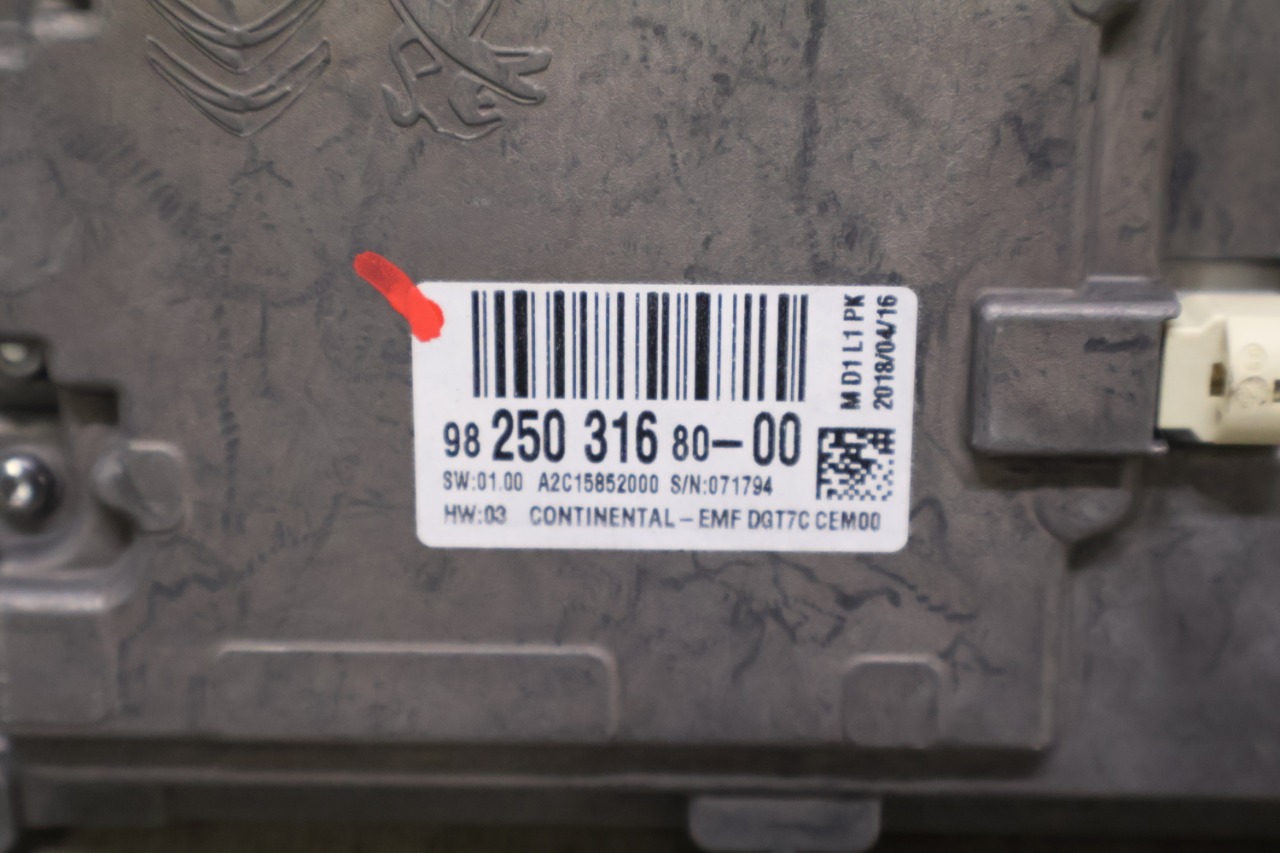 98 250 316 80-00
SW:01.00 A2C15852000 S/N:071794
HW:03 CONTINENTAL-EMF DGT7C CEM00
M D1 L1 PK
2018/04/16